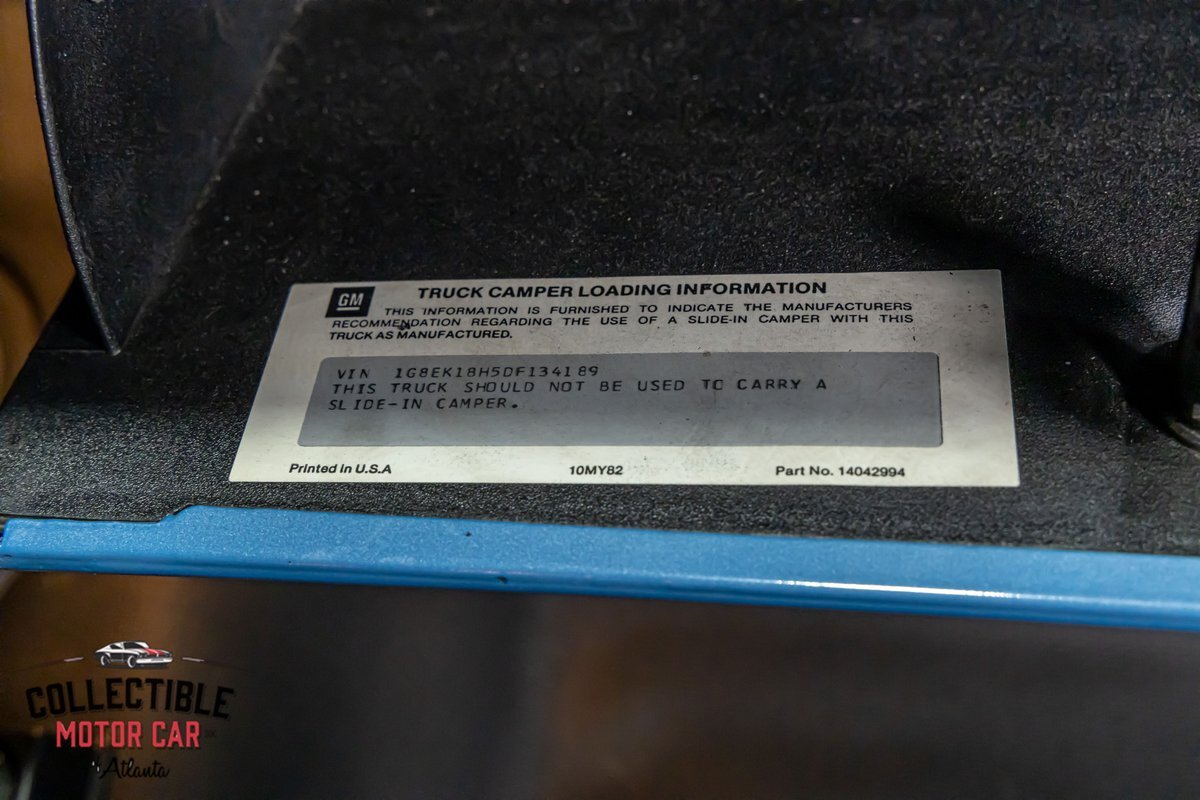 GM
TRUCK CAMPER LOADING INFORMATION
THIS INFORMATION IS FURNISHED TO INDICATE THE MANUFACTURERS
RECOMMENDATION REGARDING THE USE OF A SLIDE-IN CAMPER WITH THIS
TRUCK AS MANUFACTURED.
VIN 1G8EK18H5DF134189
THIS TRUCK SHOULD NOT BE USED TO CARRY A
SLIDE-IN CAMPER.
Printed in U.S.A 10MY82 Part No. 14042994
COLLECTIBLE
MOTOR CAR
of Atlanta